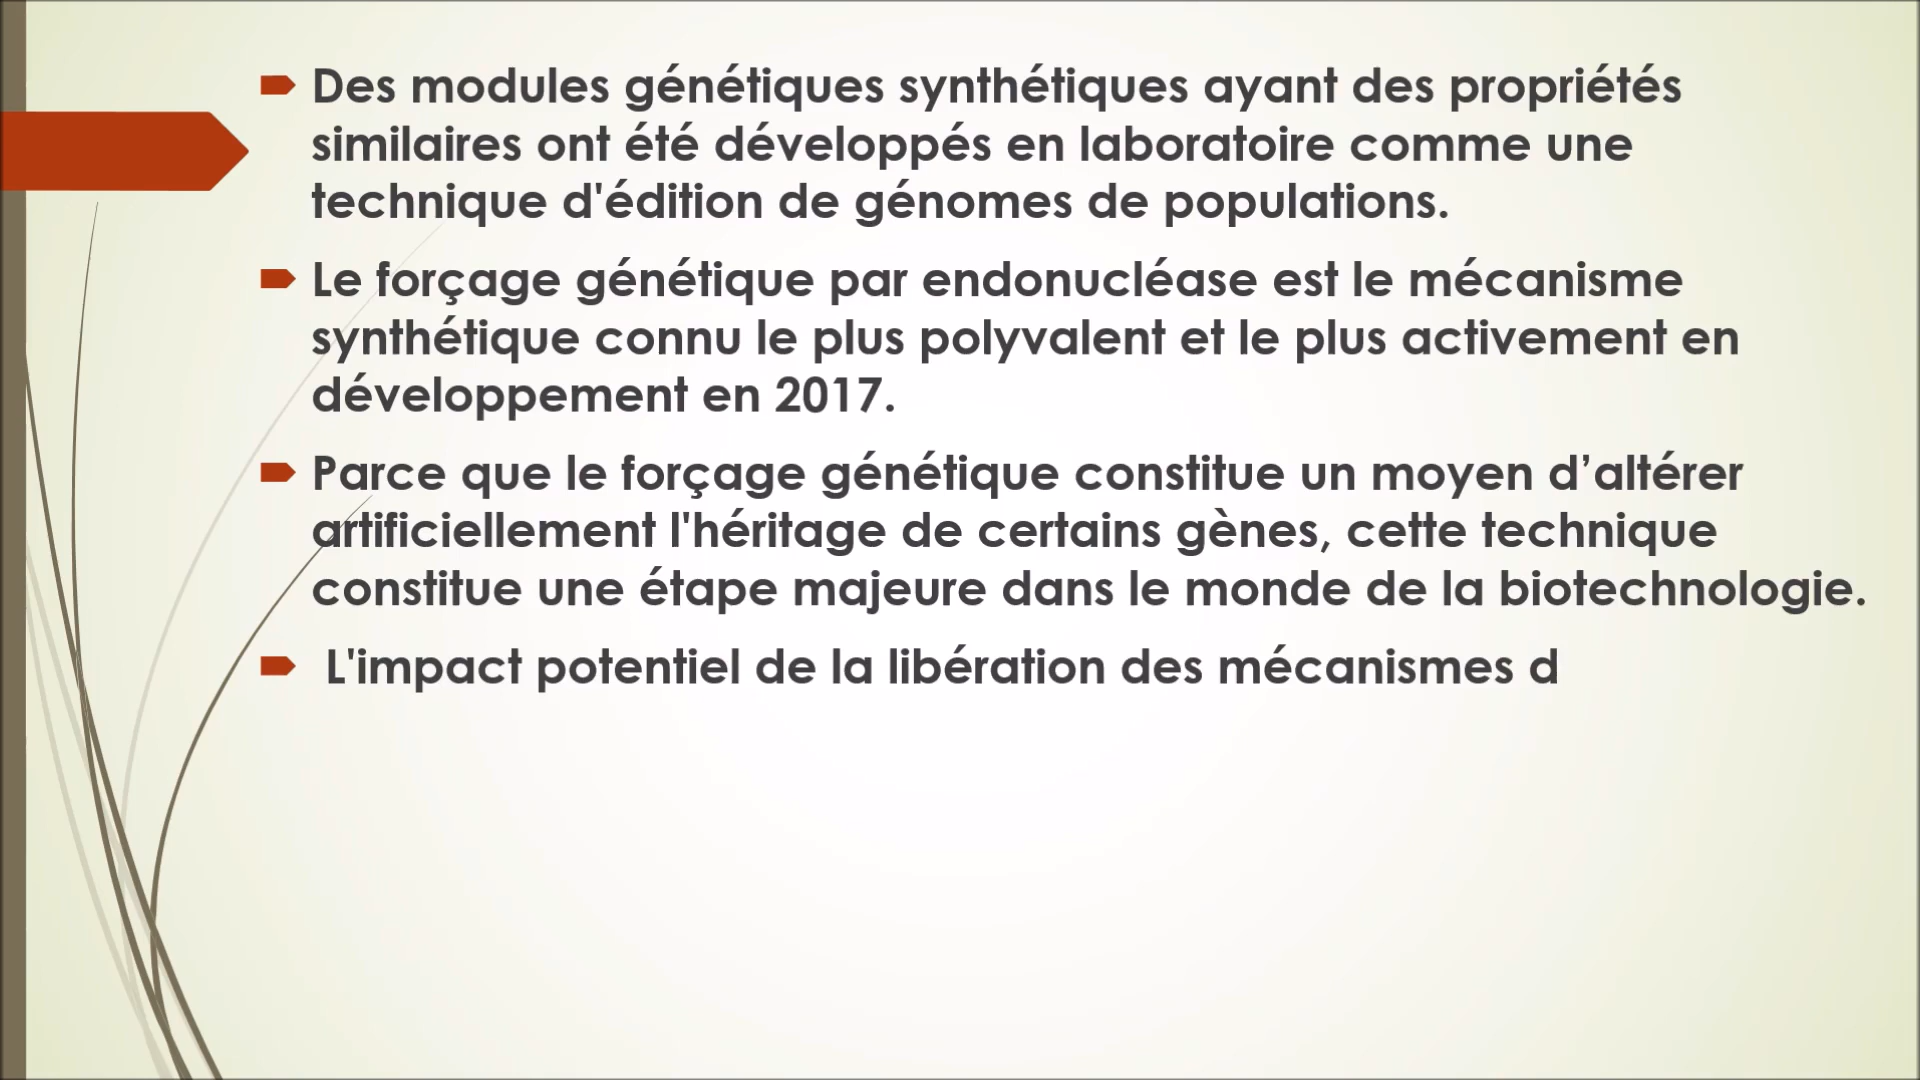 Des modules génétiques synthétiques ayant des propriétés
similaires ont été développés en laboratoire comme une
technique d'édition de génomes de populations.
Le forçage génétique par endonucléase est le mécanisme
synthétique connu le plus polyvalent et le plus activement en
développement en 2017.
Parce que le forçage génétique constitue un moyen d’altérer
artificiellement l'héritage de certains gènes, cette technique
constitue une étape majeure dans le monde de la biotechnologie.
L'impact potentiel de la libération des mécanismes d